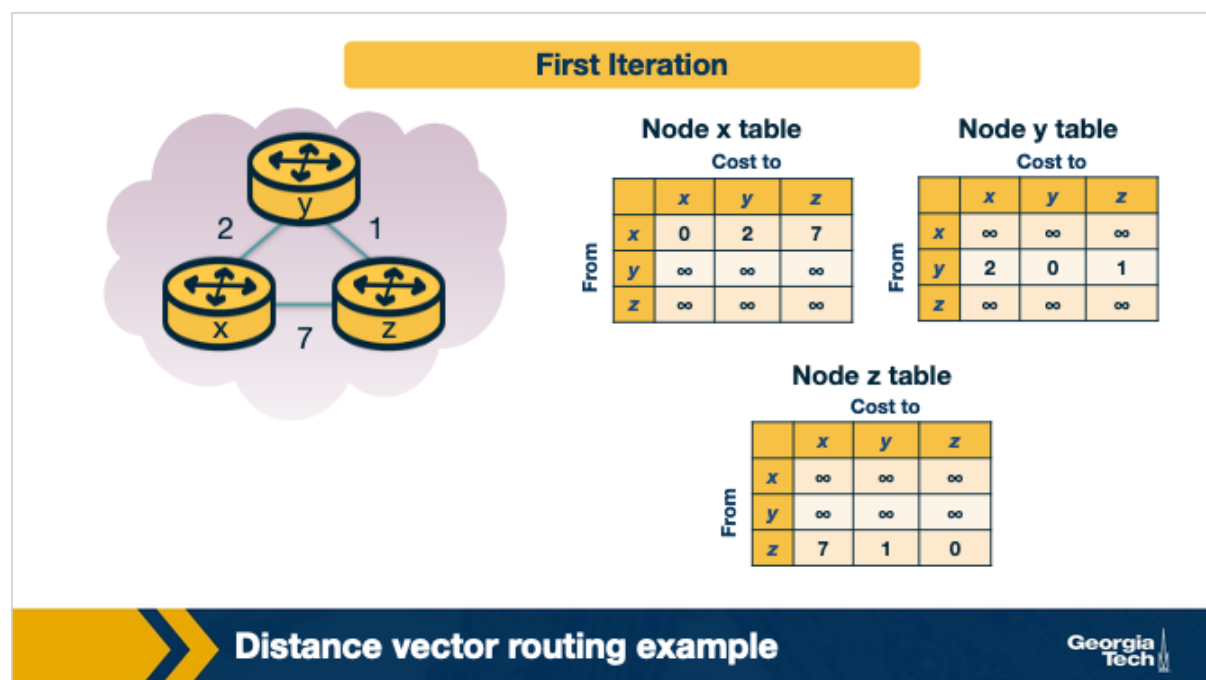 First Iteration
y
2
1
x
z
7
Node x table
Cost to
x y z
From
x 0 2 7
y ∞ ∞ ∞
z ∞ ∞ ∞
Node y table
Cost to
x y z
From
x ∞ ∞ ∞
y 2 0 1
z ∞ ∞ ∞
Node z table
Cost to
x y z
From
x ∞ ∞ ∞
y ∞ ∞ ∞
z 7 1 0
Distance vector routing example
Georgia
Tech